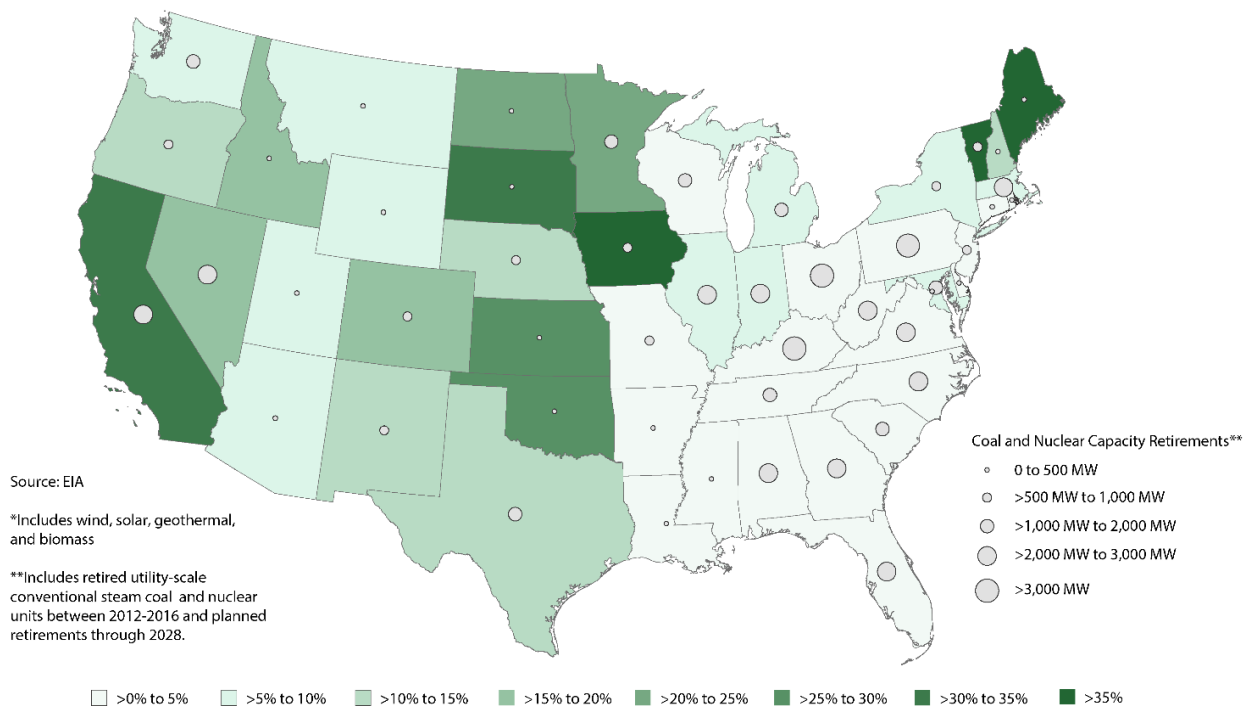 Coal and Nuclear Capacity Retirements**
0 to 500 MW
>500 MW to 1,000 MW
>1,000 MW to 2,000 MW
>2,000 MW to 3,000 MW
>3,000 MW
Source: EIA
*Includes wind, solar, geothermal,
and biomass
**Includes retired utility-scale
conventional steam coal and nuclear
units between 2012-2016 and planned
retirements through 2028.
>0% to 5%
>5% to 10%
>10% to 15%
>15% to 20%
>20% to 25%
>25% to 30%
>30% to 35%
>35%